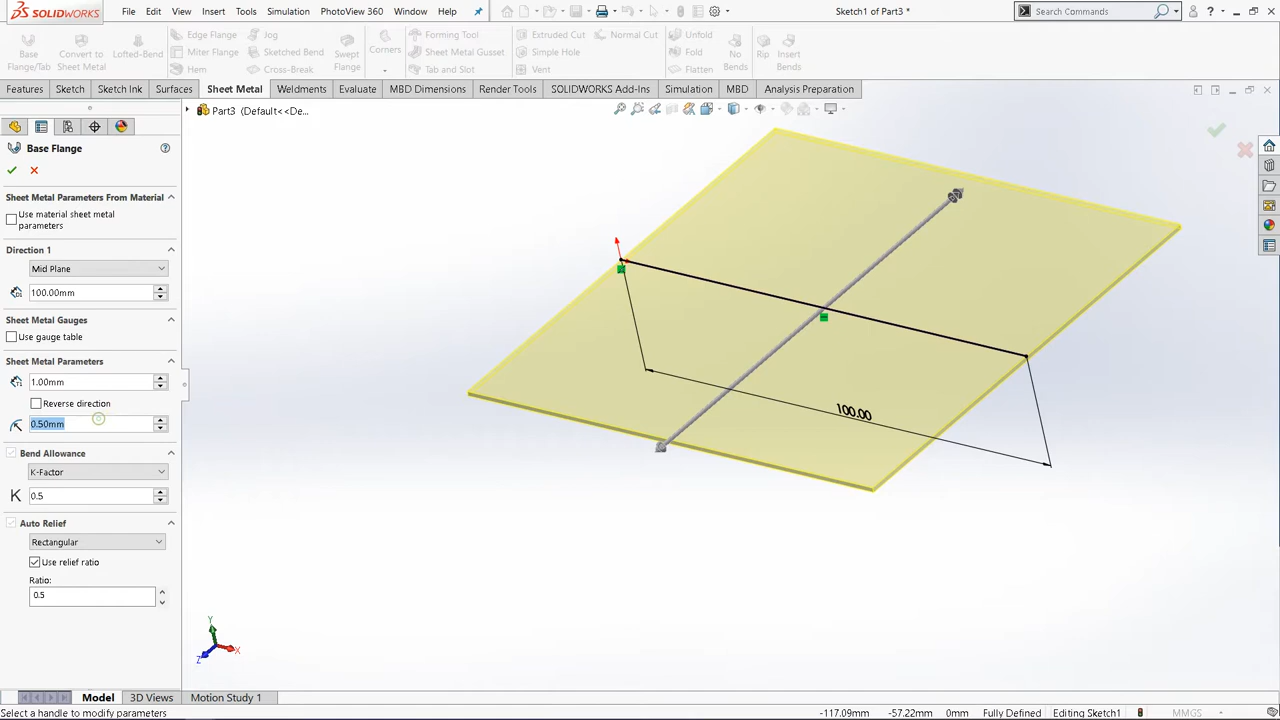 SOLIDWORKS File Edit View Insert Tools Simulation PhotoView 360 Window Help Sketch1 of Part3 * Search Commands
Base Flange/Tab
Convert to Sheet Metal
Lofted-Bend
Edge Flange
Miter Flange
Hem
Jog
Sketched Bend
Cross-Break
Swept Flange
Corners
Forming Tool
Sheet Metal Gusset
Tab and Slot
Extruded Cut
Simple Hole
Vent
Normal Cut
Unfold
Fold
Flatten
No Bends
Rip
Insert Bends
Features Sketch Sketch Ink Surfaces Sheet Metal Weldments Evaluate MBD Dimensions Render Tools SOLIDWORKS Add-Ins Simulation MBD Analysis Preparation
Part3 (Default<<De...
Base Flange
Sheet Metal Parameters From Material
Use material sheet metal
parameters
Direction 1
Mid Plane
100.00mm
Sheet Metal Gauges
Use gauge table
Sheet Metal Parameters
1.00mm
Reverse direction
0.50mm
Bend Allowance
K-Factor
K 0.5
Auto Relief
Rectangular
Use relief ratio
Ratio:
0.5
100.00
Y
X
Z
Model 3D Views Motion Study 1
Select a handle to modify parameters -117.09mm -57.22mm 0mm Fully Defined Editing Sketch1 MMGS